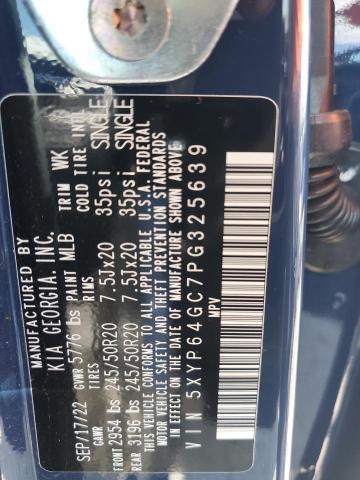 MANUFACTURED BY
KIA GEORGIA, INC.
SEP/17/22 PAINT MLB TRIM WK
GVWR 5776 lbs
GAWR TIRES RIMS COLD TIRE INFL
FRONT 2954 lbs 245/50R20 7.5Jx20 35psi SINGLE
REAR 3196 lbs 245/50R20 7.5Jx20 35psi SINGLE
THIS VEHICLE CONFORMS TO ALL APPLICABLE U.S.A. FEDERAL
MOTOR VEHICLE SAFETY AND BUMPER STANDARDS IN EFFECT ON THE
DATE OF MANUFACTURE SHOWN ABOVE
VIN 5XYP64GC7PG325639
MPV